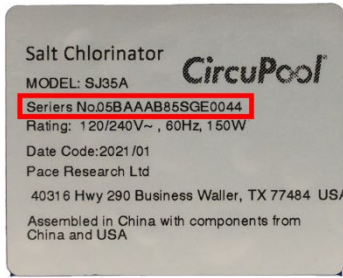 Salt Chlorinator
CircuPool
MODEL: SJ35A
Seriers No.05BAAAB85SGE0044
Rating: 120/240V~ , 60Hz, 150W
Date Code:2021/01
Pace Research Ltd
40316 Hwy 290 Business Waller, TX 77484 USA
Assembled in China with components from
China and USA